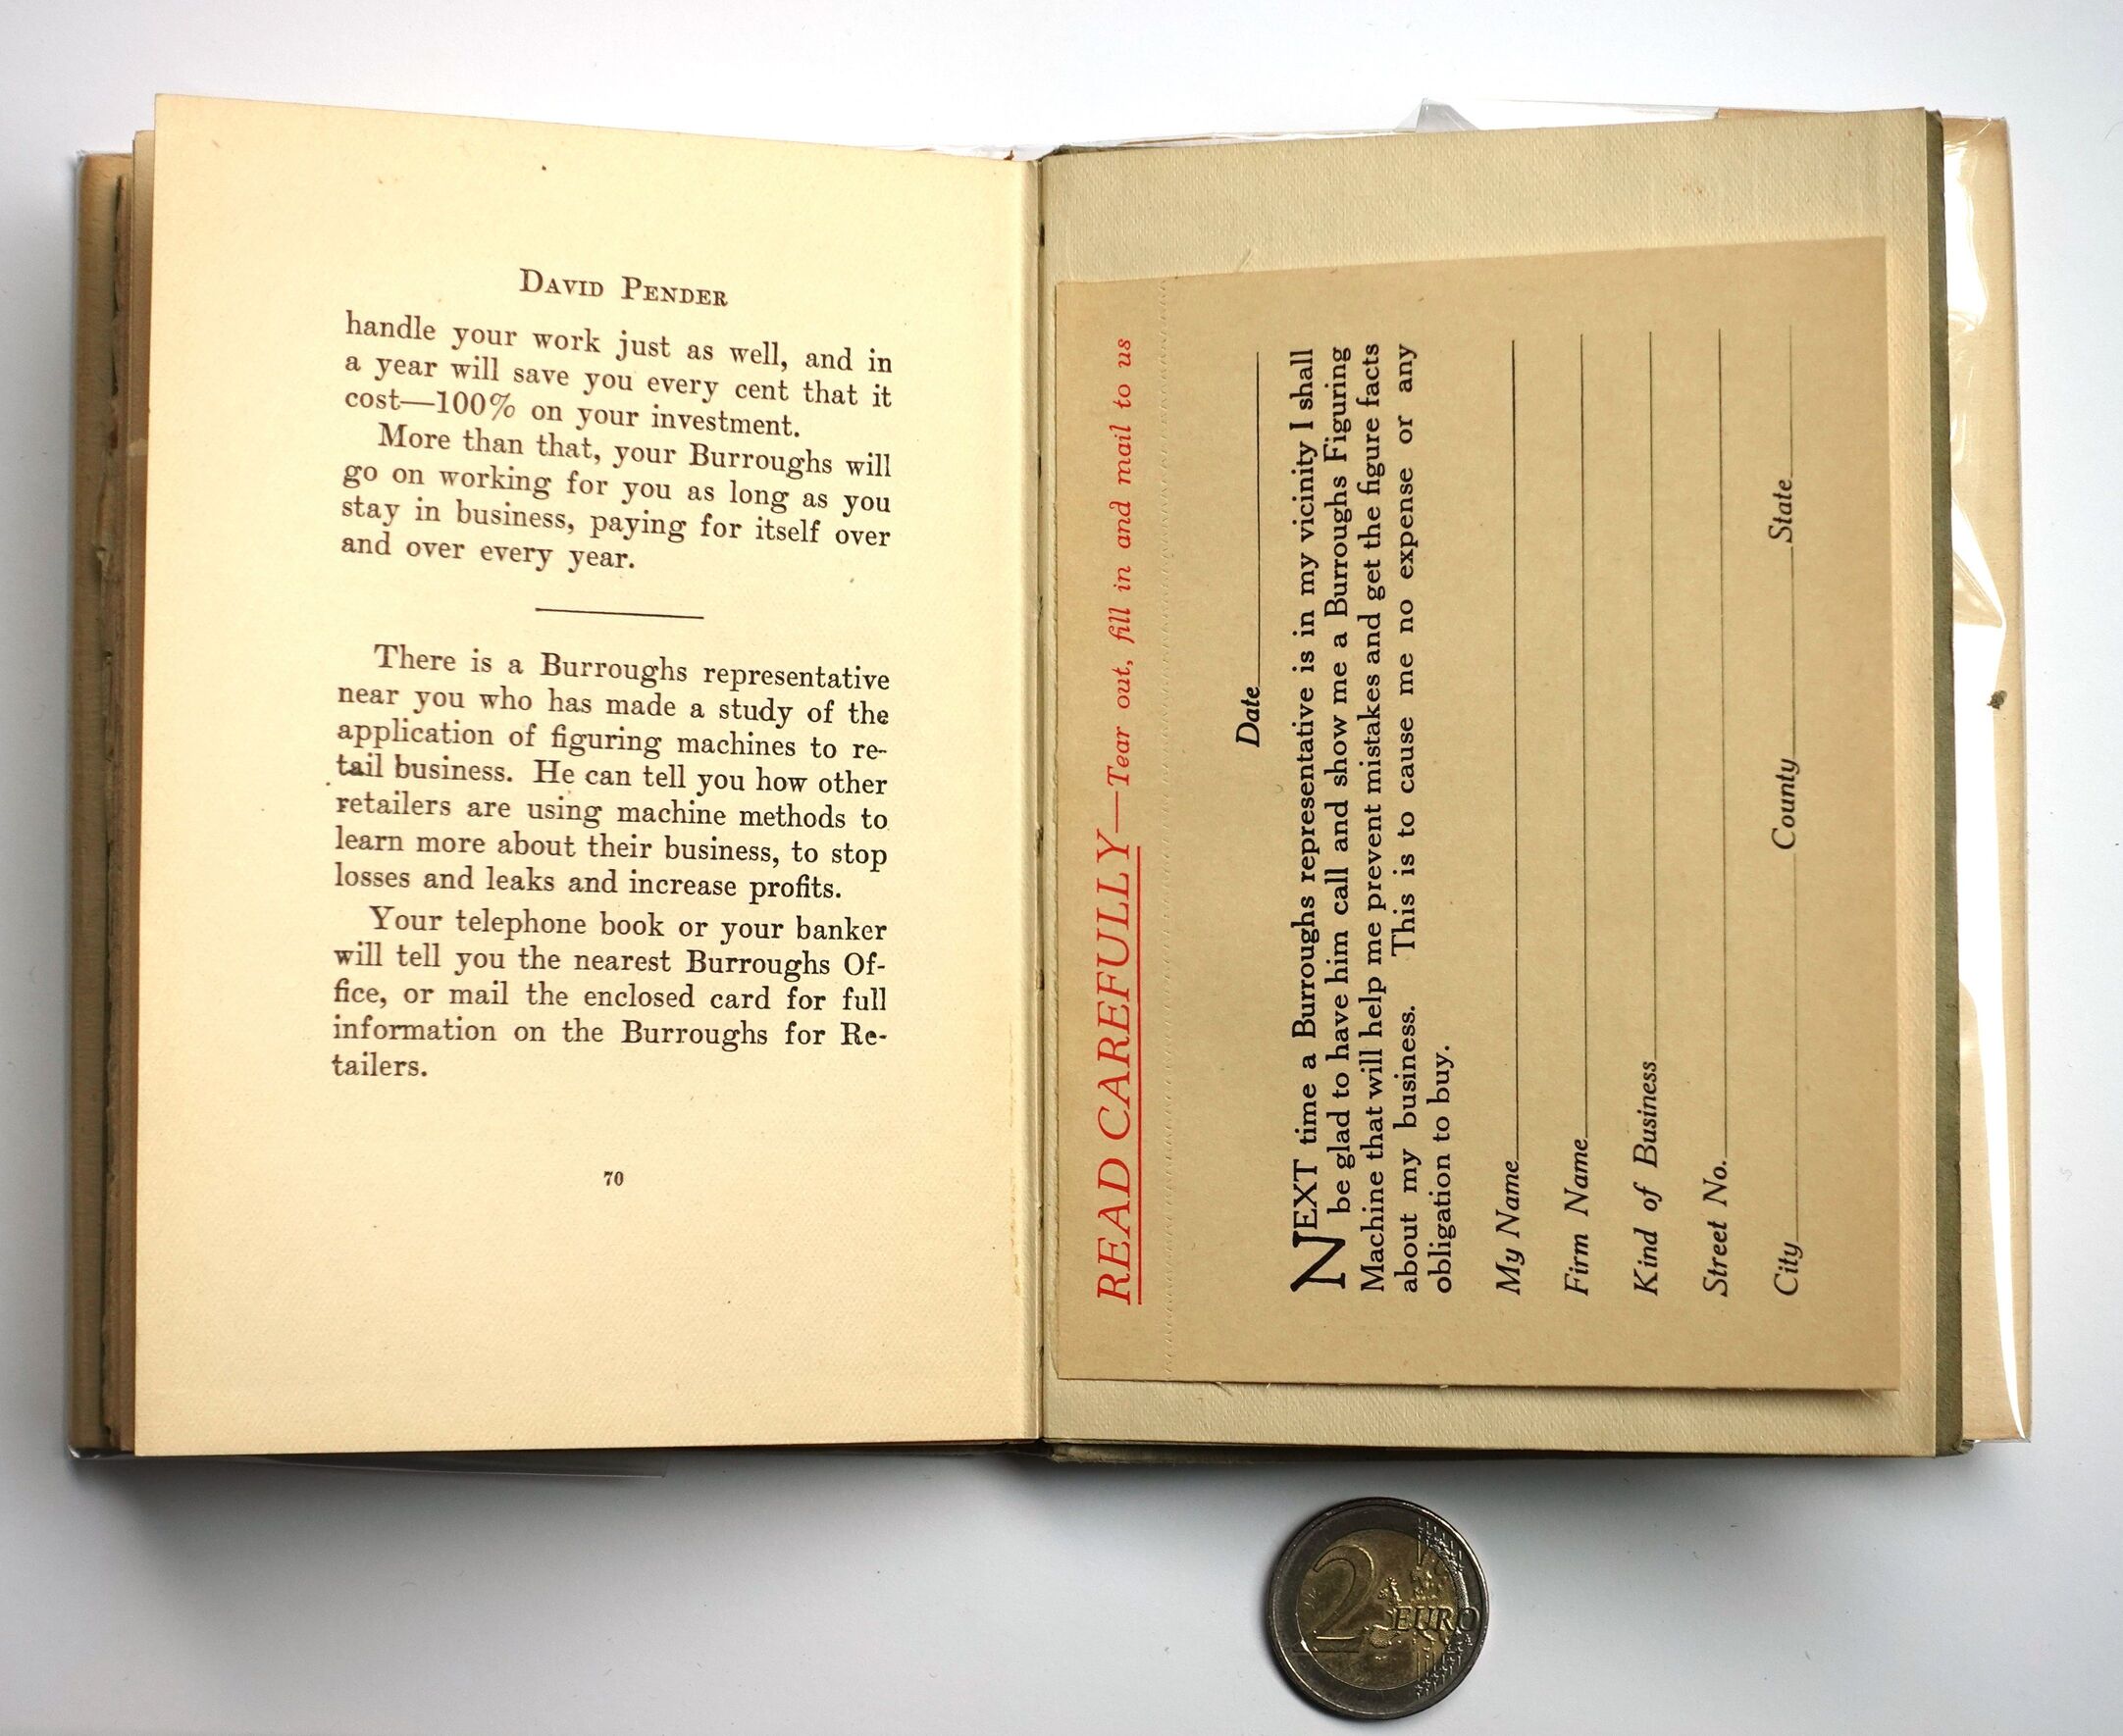 DAVID PENDER
handle your work just as well, and in
a year will save you every cent that it
cost—100% on your investment.
More than that, your Burroughs will
go on working for you as long as you
stay in business, paying for itself over
and over every year.
There is a Burroughs representative
near you who has made a study of the
application of figuring machines to re-
tail business. He can tell you how other
retailers are using machine methods to
learn more about their business, to stop
losses and leaks and increase profits.
Your telephone book or your banker
will tell you the nearest Burroughs Of-
fice, or mail the enclosed card for full
information on the Burroughs for Re-
tailers.
70
READ CAREFULLY—Tear out, fill in and mail to us
Date
NEXT time a Burroughs representative is in my vicinity I shall
be glad to have him call and show me a Burroughs Figuring
Machine that will help me prevent mistakes and get the figure facts
about my business. This is to cause me no expense or any
obligation to buy.
My Name
Firm Name
Kind of Business
Street No.
City County State
2 EURO